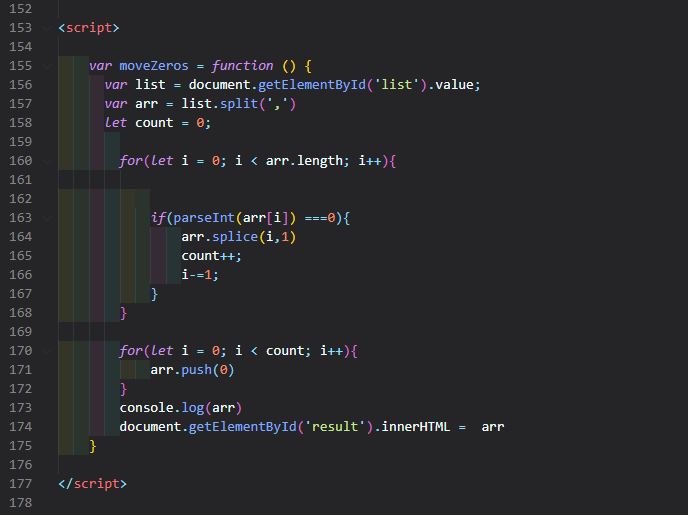 152
153 <script>
154
155 var moveZeros = function () {
156 var list = document.getElementById('list').value;
157 var arr = list.split(',')
158 let count = 0;
159
160 for(let i = 0; i < arr.length; i++){
161
162
163 if(parseInt(arr[i]) ===0){
164 arr.splice(i,1)
165 count++;
166 i-=1;
167 }
168 }
169
170 for(let i = 0; i < count; i++){
171 arr.push(0)
172 }
173 console.log(arr)
174 document.getElementById('result').innerHTML =  arr
175 }
176
177 </script>
178